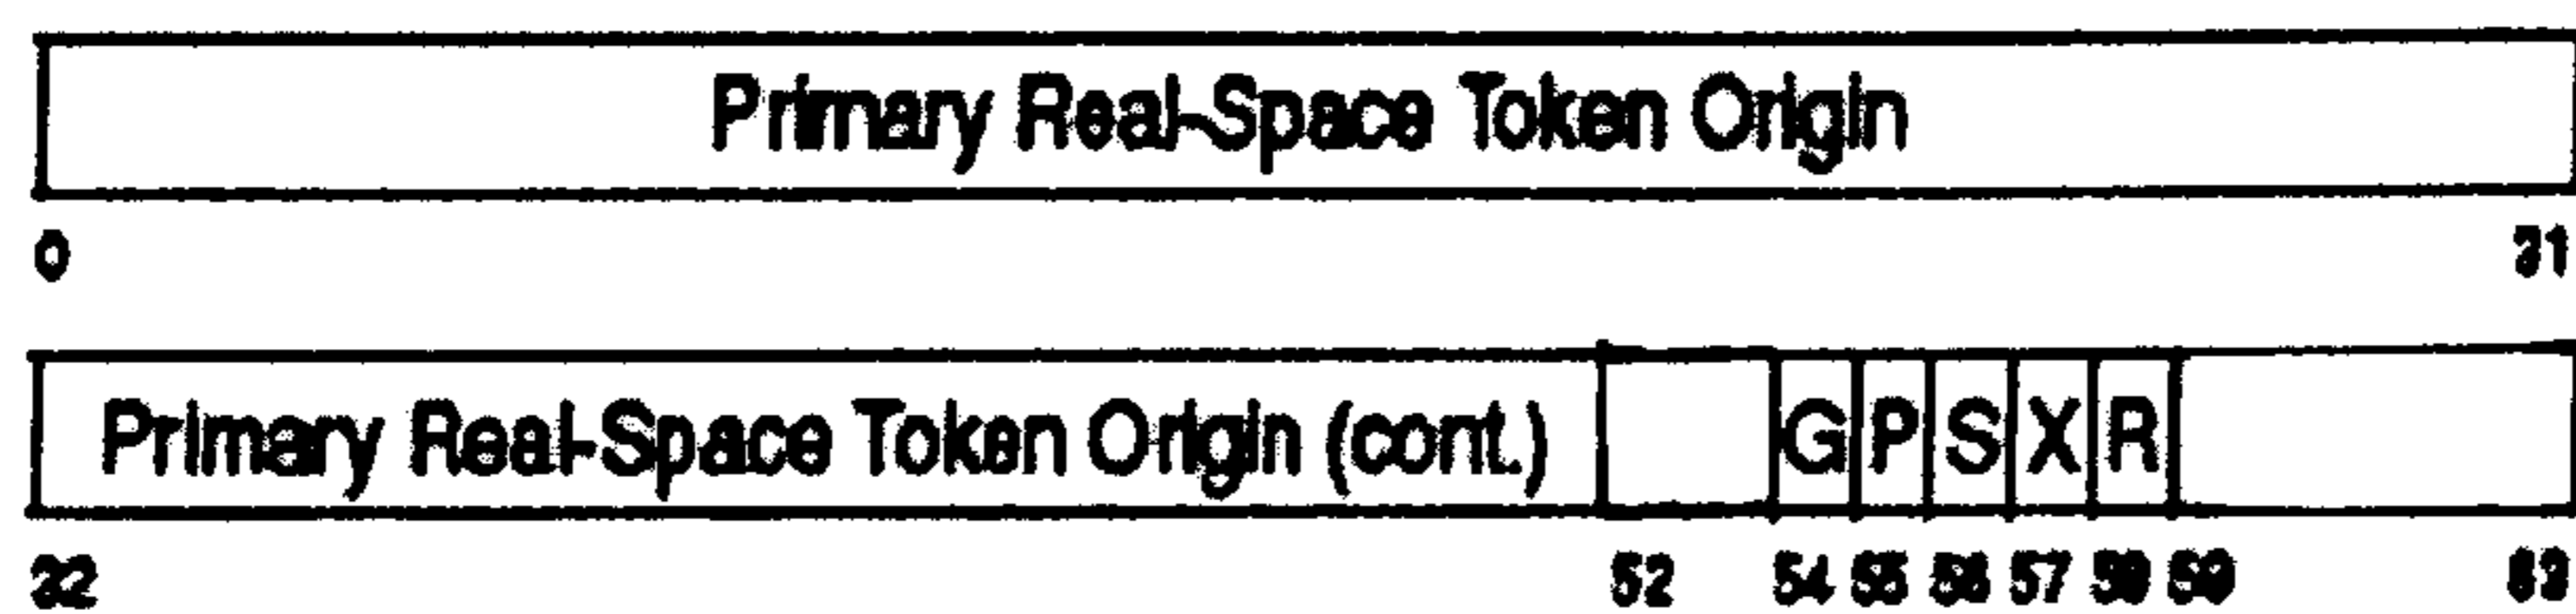 Primary Real-Space Token Origin
0 31
Primary Real-Space Token Origin (cont.) G P S X R
32 52 54 55 56 57 58 59 63